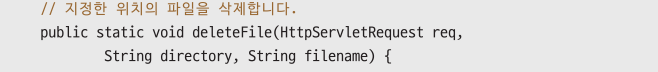 // 지정한 위치의 파일을 삭제합니다.
public static void deleteFile(HttpServletRequest req,
String directory, String filename) {